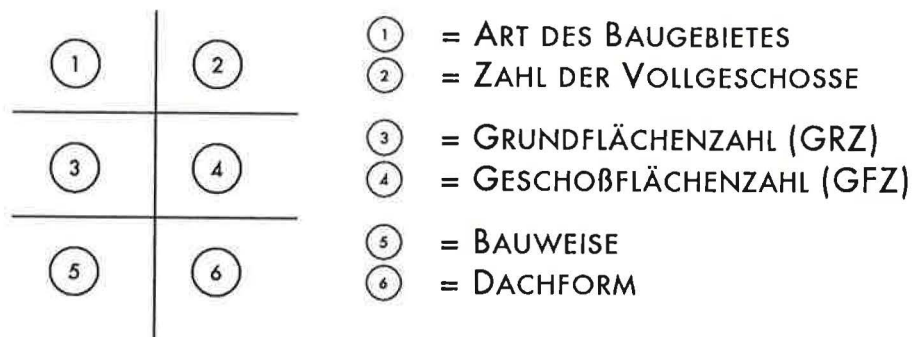 1 2
3 4
5 6
1 = ART DES BAUGEBIETES
2 = ZAHL DER VOLLGESCHOSSE
3 = GRUNDFLÄCHENZAHL (GRZ)
4 = GESCHOßFLÄCHENZAHL (GFZ)
5 = BAUWEISE
6 = DACHFORM